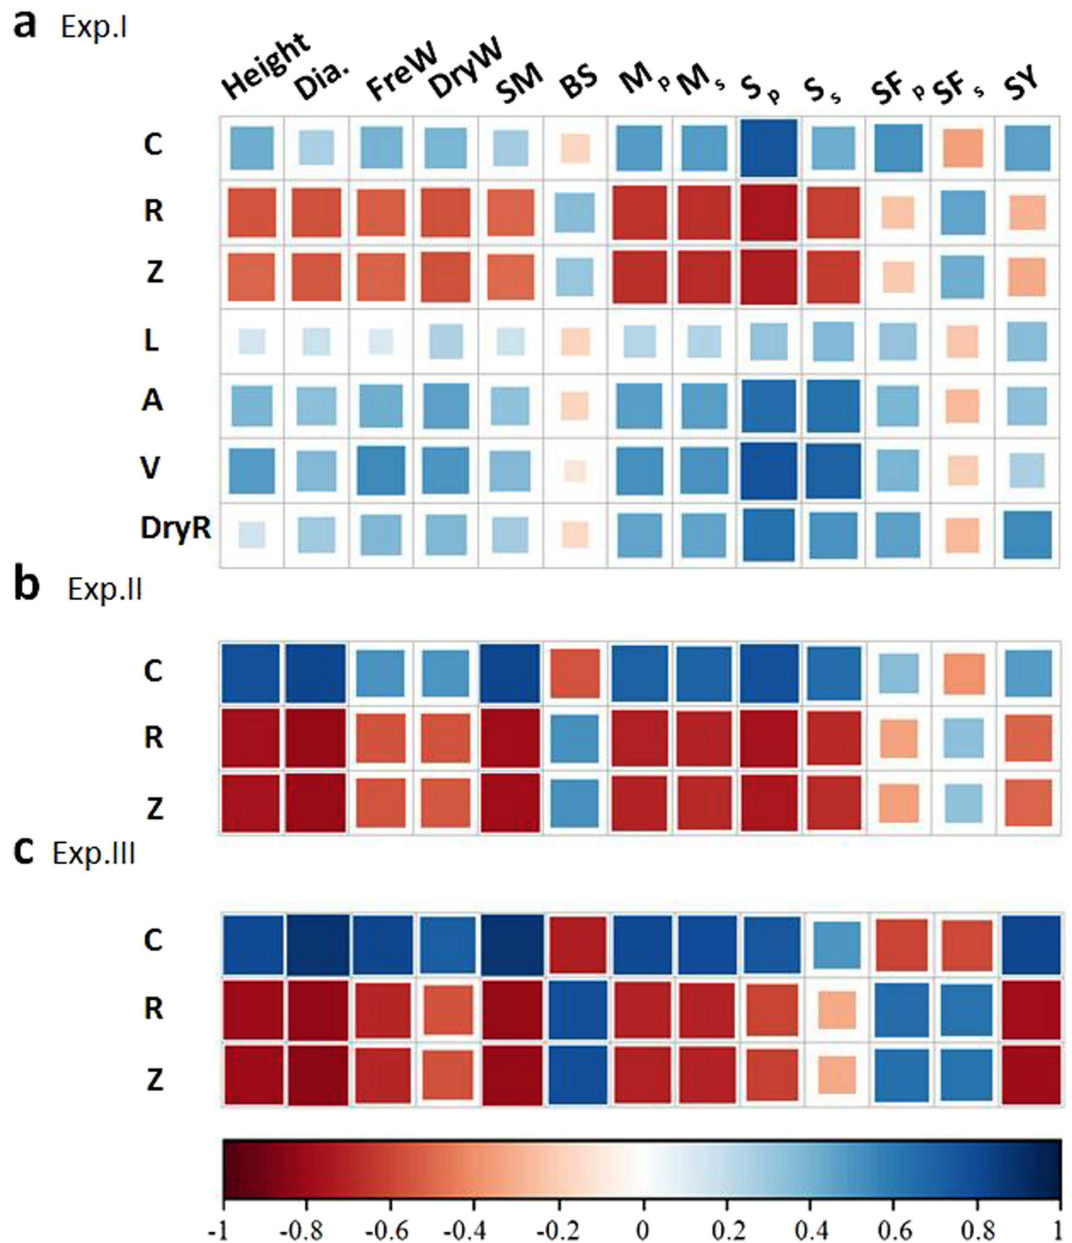 a Exp.I
Height Dia. FreW DryW SM BS Mp Ms Sp Ss SFp SFs SY
C
R
Z
L
A
V
DryR
b Exp.II
C
R
Z
c Exp.III
C
R
Z
-1 -0.8 -0.6 -0.4 -0.2 0 0.2 0.4 0.6 0.8 1